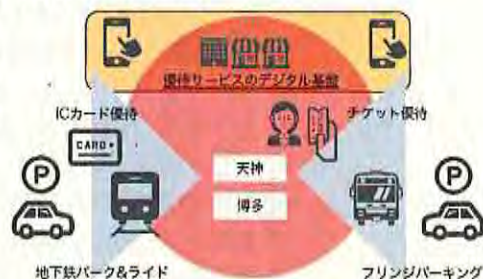 優待サービスのデジタル基盤
ICカード優待
チケット優待
CARD
天神
博多
P
P
地下鉄パーク&ライド
フリンジパーキング